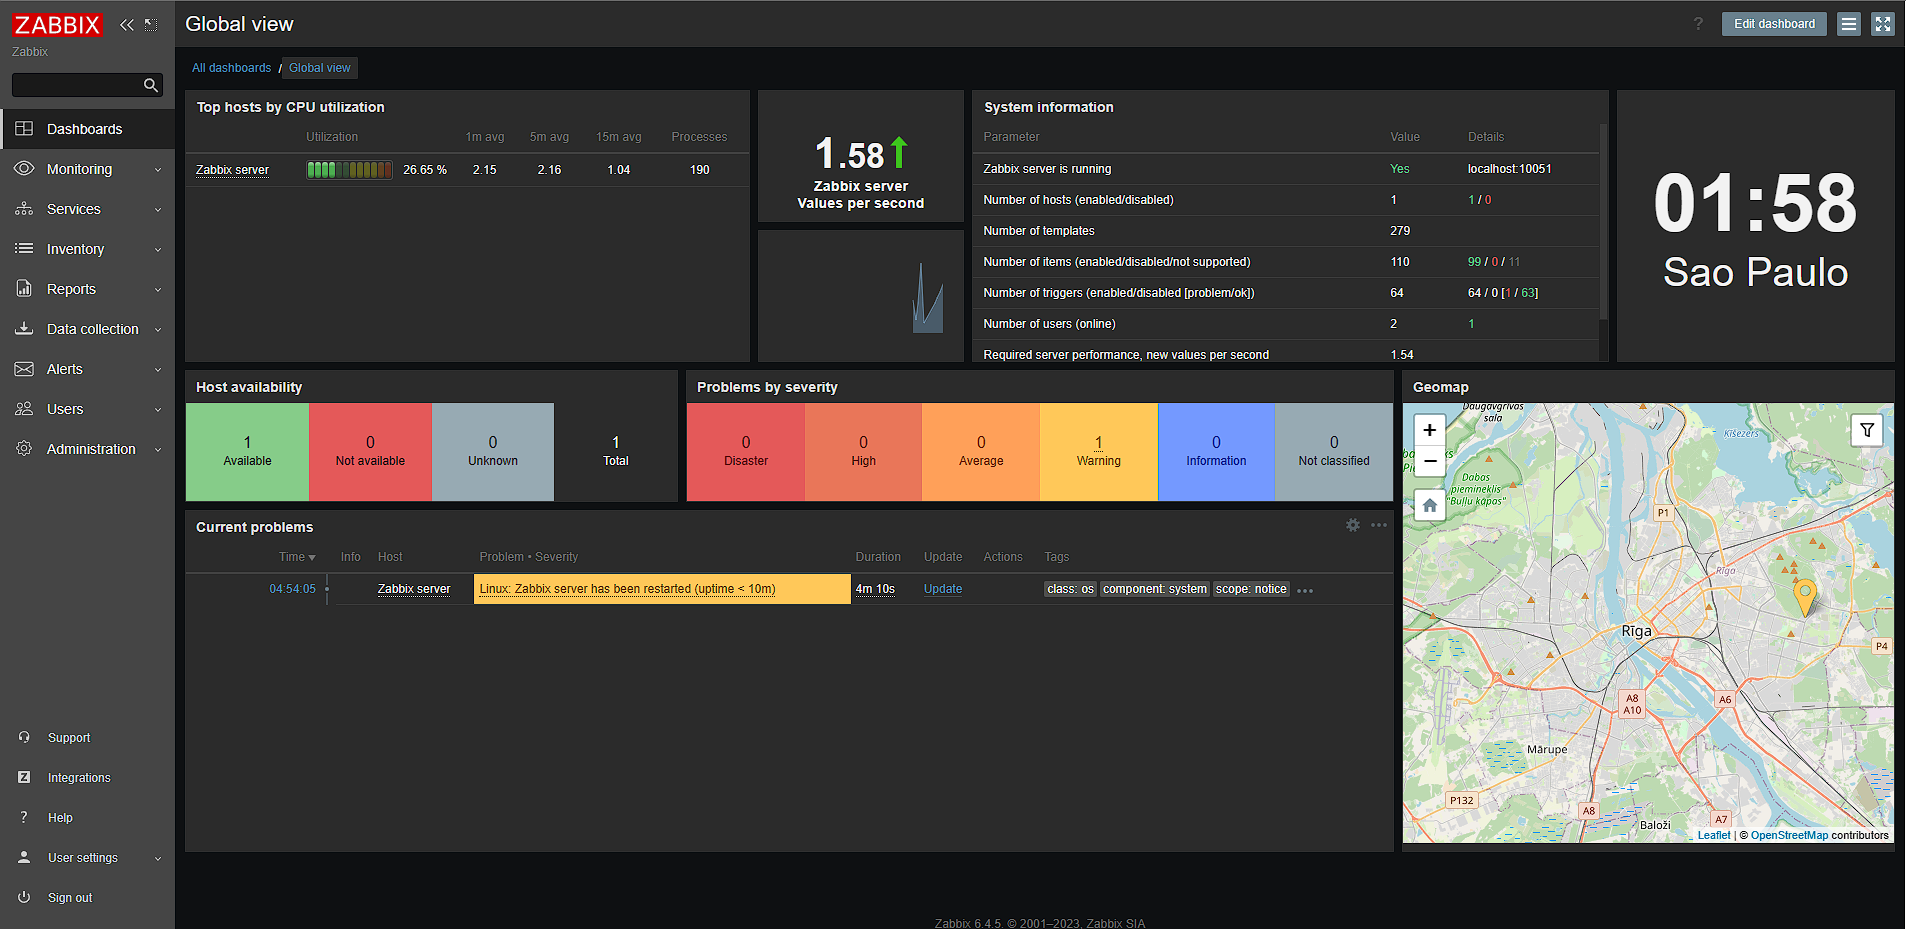 ZABBIX
Zabbix
Dashboards
Monitoring
Services
Inventory
Reports
Data collection
Alerts
Users
Administration
Support
Integrations
Help
User settings
Sign out
Global view
? Edit dashboard
All dashboards / Global view
Top hosts by CPU utilization
Utilization 1m avg 5m avg 15m avg Processes
Zabbix server 26.65 % 2.15 2.16 1.04 190
1.58
Zabbix server
Values per second
System information
Parameter Value Details
Zabbix server is running Yes localhost:10051
Number of hosts (enabled/disabled) 1 1 / 0
Number of templates 279
Number of items (enabled/disabled/not supported) 110 99 / 0 / 11
Number of triggers (enabled/disabled [problem/ok]) 64 64 / 0 [1 / 63]
Number of users (online) 2 1
Required server performance, new values per second 1.54
01:58
Sao Paulo
Host availability
1 0 0 1
Available Not available Unknown Total
Problems by severity
0 0 0 1 0 0
Disaster High Average Warning Information Not classified
Current problems
Time Info Host Problem • Severity Duration Update Actions Tags
04:54:05 Zabbix server Linux: Zabbix server has been restarted (uptime < 10m) 4m 10s Update class: os component: system scope: notice
Geomap
Daugavgrīvas
sala
Ķīšezers
+
−
Dabas
piemineklis
"Buļļu kāpas"
P1
Rīga
Rīga
P4
A8
A10
A6
Mārupe
P132
A8
A7
Baloži
Leaflet | © OpenStreetMap contributors
Zabbix 6.4.5. © 2001–2023, Zabbix SIA